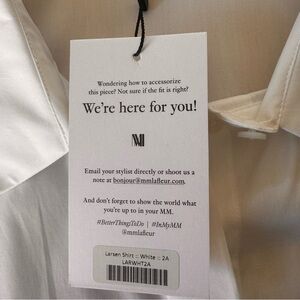 Wondering how to accessorize
this piece? Not sure if the fit is right?
We're here for you!
MM
Email your stylist directly or shoot us a
note at bonjour@mmlafleur.com.
And don't forget to show the world what
you're up to in your MM.
#BetterThingsToDo | #InMyMM
@mmlafleur
Larsen Shirt :: White :: 2A
LARWHT2A